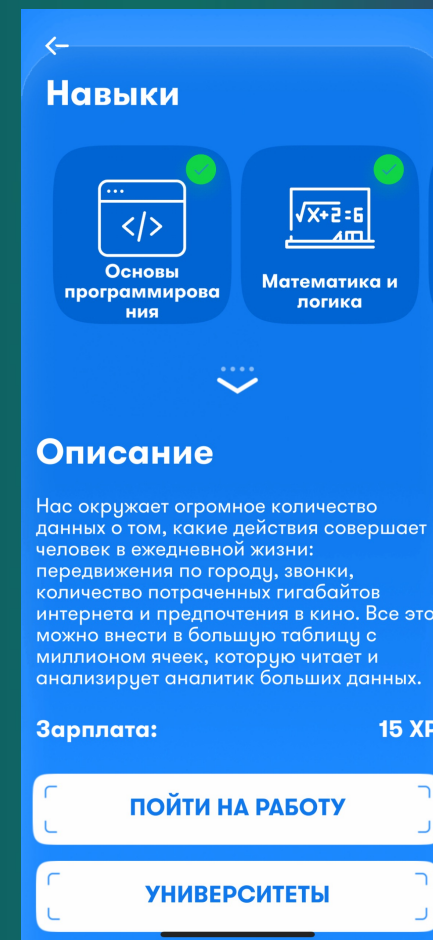 Навыки
</>
√X+2=6
Основы
программирова
ния
Математика и
логика
Описание
Нас окружает огромное количество
данных о том, какие действия совершает
человек в ежедневной жизни:
передвижения по городу, звонки,
количество потраченных гигабайтов
интернета и предпочтения в кино. Все это
можно внести в большую таблицу с
миллионом ячеек, которую читает и
анализирует аналитик больших данных.
Зарплата: 15 XP
ПОЙТИ НА РАБОТУ
УНИВЕРСИТЕТЫ